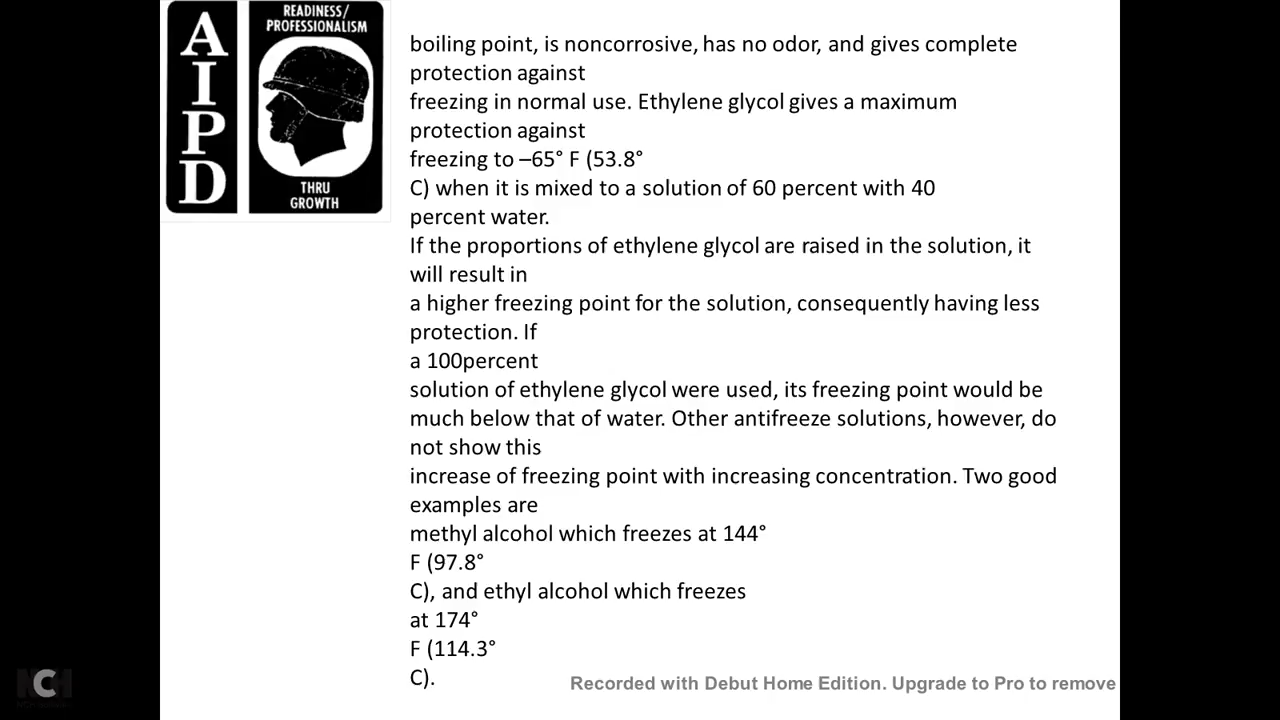 A
I
P
D
READINESS/
PROFESSIONALISM
THRU
GROWTH
boiling point, is noncorrosive, has no odor, and gives complete
protection against
freezing in normal use. Ethylene glycol gives a maximum
protection against
freezing to –65° F (53.8°
C) when it is mixed to a solution of 60 percent with 40
percent water.
If the proportions of ethylene glycol are raised in the solution, it
will result in
a higher freezing point for the solution, consequently having less
protection. If
a 100percent
solution of ethylene glycol were used, its freezing point would be
much below that of water. Other antifreeze solutions, however, do
not show this
increase of freezing point with increasing concentration. Two good
examples are
methyl alcohol which freezes at 144°
F (97.8°
C), and ethyl alcohol which freezes
at 174°
F (114.3°
C).
NCH
Recorded with Debut Home Edition. Upgrade to Pro to remove